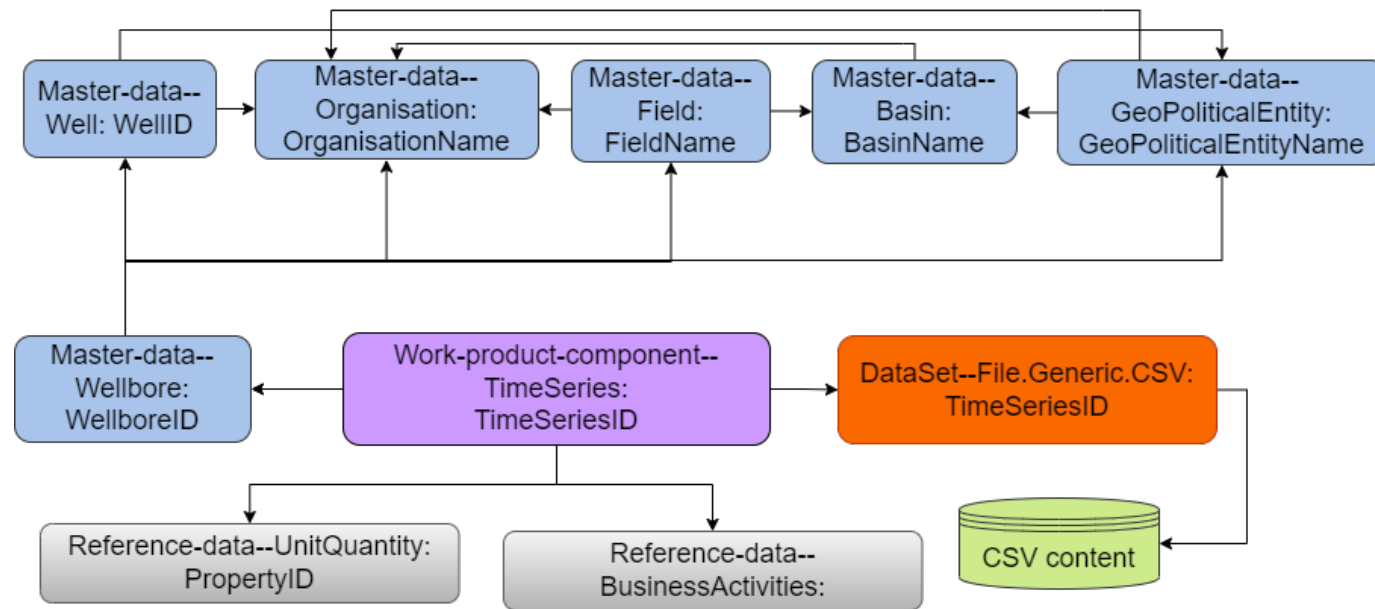 Master-data--
Well: WellID
Master-data--
Organisation:
OrganisationName
Master-data--
Field:
FieldName
Master-data--
Basin:
BasinName
Master-data--
GeoPoliticalEntity:
GeoPoliticalEntityName
Master-data--
Wellbore:
WellboreID
Work-product-component--
TimeSeries:
TimeSeriesID
DataSet--File.Generic.CSV:
TimeSeriesID
Reference-data--UnitQuantity:
PropertyID
Reference-data--
BusinessActivities:
CSV content